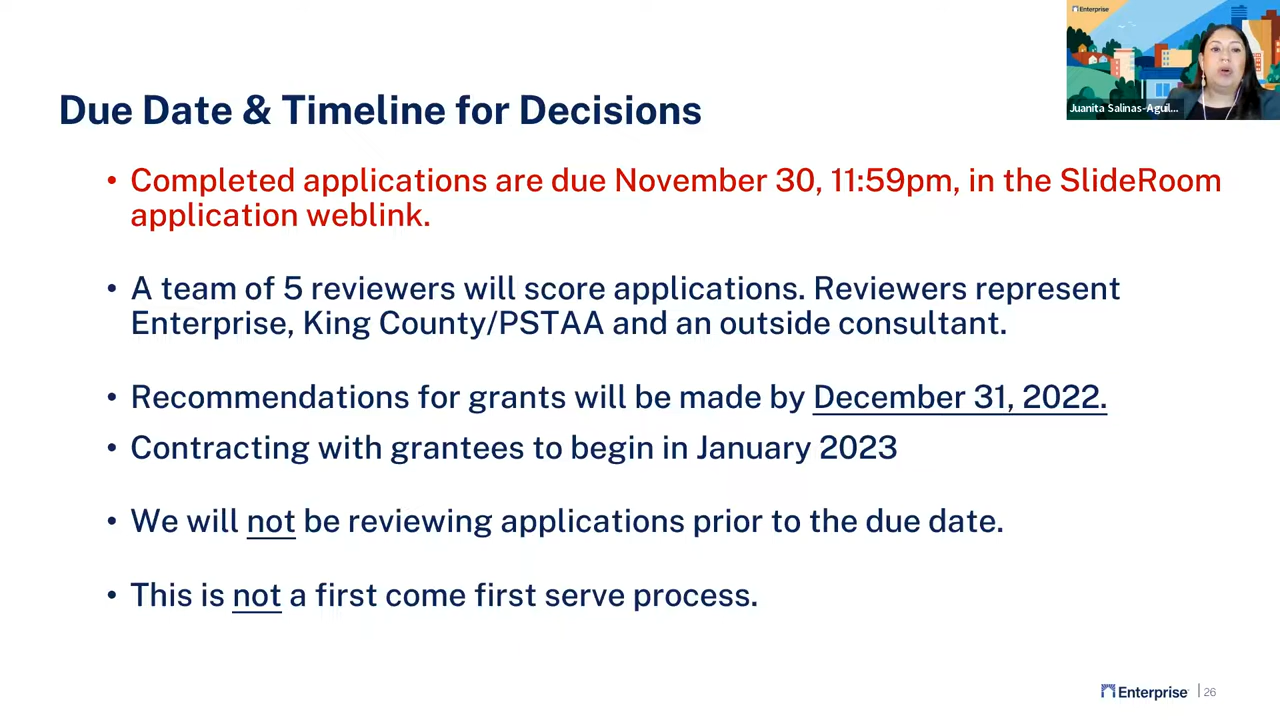 Enterprise
Juanita Salinas-Aguil...
Due Date & Timeline for Decisions
• Completed applications are due November 30, 11:59pm, in the SlideRoom
application weblink.
• A team of 5 reviewers will score applications. Reviewers represent
Enterprise, King County/PSTAA and an outside consultant.
• Recommendations for grants will be made by December 31, 2022.
• Contracting with grantees to begin in January 2023
• We will not be reviewing applications prior to the due date.
• This is not a first come first serve process.
Enterprise | 26